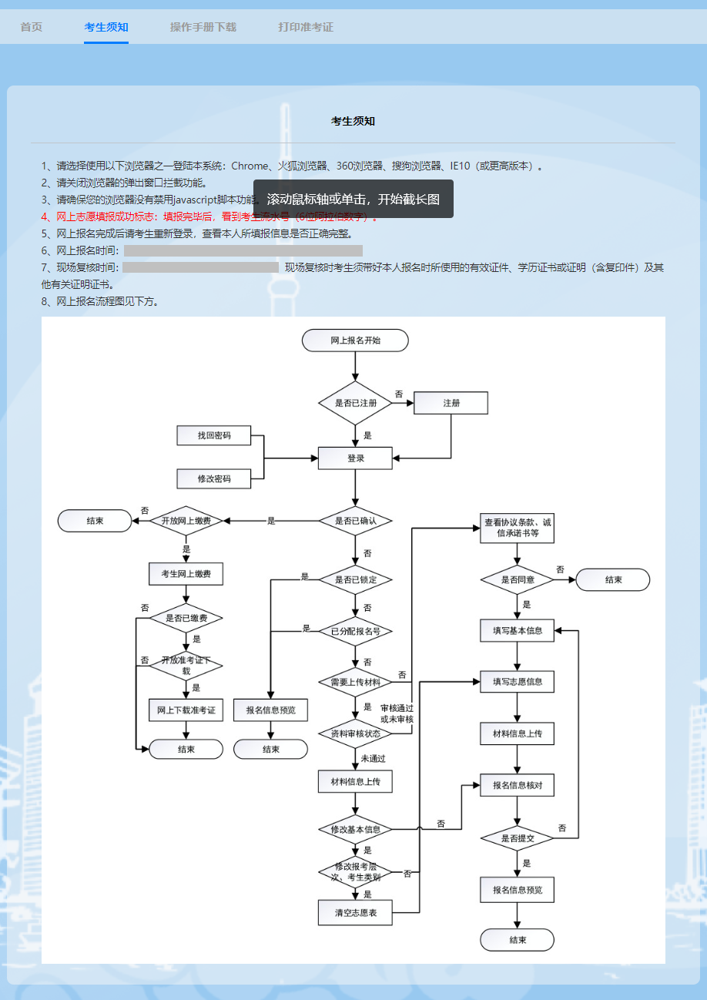 首页 考生须知 操作手册下载 打印准考证
考生须知
1、请选择使用以下浏览器之一登陆本系统：Chrome、火狐浏览器、360浏览器、搜狗浏览器、IE10（或更高版本）。
2、请关闭浏览器的弹出窗口拦截功能。
3、请确保您的浏览器没有禁用javascript脚本功能。
滚动鼠标轴或单击，开始截长图
4、网上志愿填报成功标志：填报完毕后，看到考生流水号（6位阿拉伯数字）。
5、网上报名完成后请考生重新登录，查看本人所填报信息是否正确完整。
6、网上报名时间：
7、现场复核时间： 现场复核时考生须带好本人报名时所使用的有效证件、学历证书或证明（含复印件）及其
他有关证明证书。
8、网上报名流程图见下方。
网上报名开始
是否已注册
否
注册
是
找回密码
登录
修改密码
结束
否
开放网上缴费
是
是否已确认
查看协议条款、诚
信承诺书等
是
否
考生网上缴费
是
是否已锁定
是否同意
否
结束
否
是否已缴费
否
是
是
已分配报名号
填写基本信息
是
否
否
开放准考证下
载
需要上传材料
否
填写志愿信息
是
网上下载准考证
报名信息预览
是
审核通过
或未审核
资料审核状态
材料信息上传
结束
结束
未通过
材料信息上传
报名信息核对
修改基本信息
否
是否提交
否
是
是
修改报考层
次、考生类别
否
报名信息预览
是
清空志愿表
结束